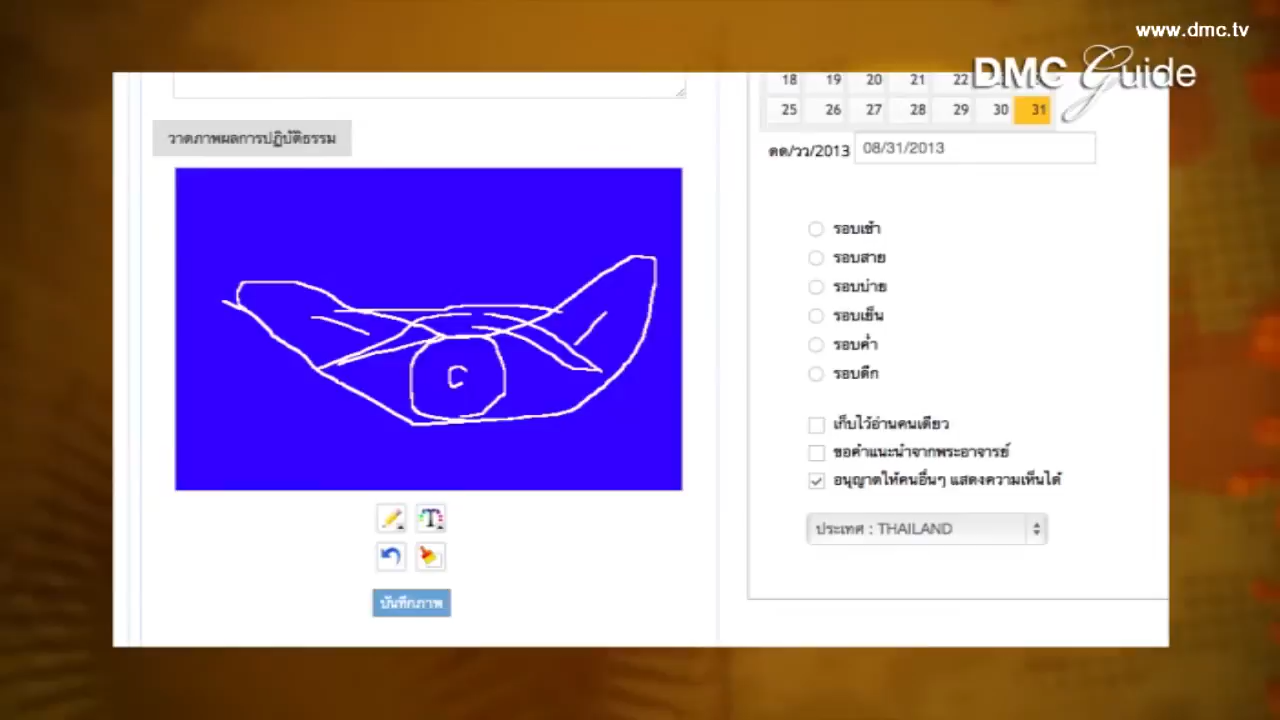 www.dmc.tv
DMC Guide
18 19 20 21 22
25 26 27 28 29 30 31
วาดภาพผลการปฏิบัติธรรม
ดด/วว/2013 08/31/2013
รอบเช้า
รอบสาย
รอบบ่าย
รอบเย็น
รอบค่ำ
รอบดึก
เก็บไว้อ่านคนเดียว
ขอคำแนะนำจากพระอาจารย์
อนุญาตให้คนอื่นๆ แสดงความเห็นได้
ประเทศ : THAILAND
บันทึกภาพ